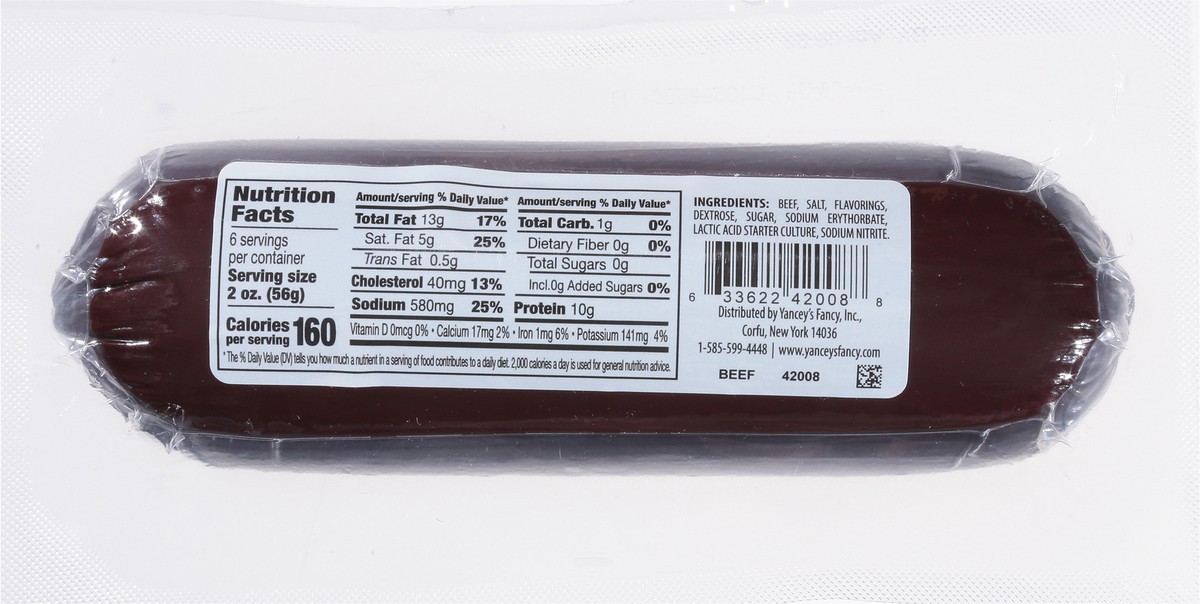 Nutrition
Facts
6 servings
per container
Serving size
2 oz. (56g)
Calories 160
per serving
Amount/serving % Daily Value*
Total Fat 13g 17%
Sat. Fat 5g 25%
Trans Fat 0.5g
Cholesterol 40mg 13%
Sodium 580mg 25%
Amount/serving % Daily Value*
Total Carb. 1g 0%
Dietary Fiber 0g 0%
Total Sugars 0g
Incl.0g Added Sugars 0%
Protein 10g
Vitamin D 0mcg 0% • Calcium 17mg 2% • Iron 1mg 6% • Potassium 141mg 4%
*The % Daily Value (DV) tells you how much a nutrient in a serving of food contributes to a daily diet. 2,000 calories a day is used for general nutrition advice.
INGREDIENTS: BEEF, SALT, FLAVORINGS,
DEXTROSE, SUGAR, SODIUM ERYTHORBATE,
LACTIC ACID STARTER CULTURE, SODIUM NITRITE.
6 33622 42008 8
Distributed by Yancey's Fancy, Inc.,
Corfu, New York 14036
1-585-599-4448 | www.yanceysfancy.com
BEEF 42008